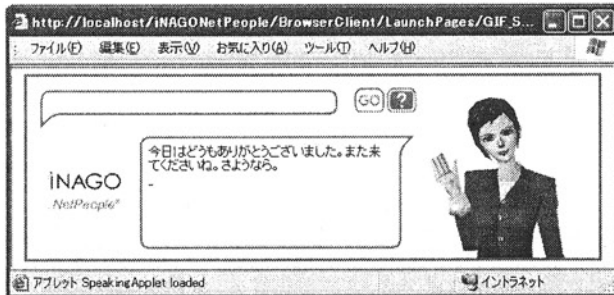 http://localhost/iNAGONetPeople/BrowserClient/LaunchPages/GIF_S...
ファイル(F) 編集(E) 表示(V) お気に入り(A) ツール(T) ヘルプ(H)
GO ?
今日はどうもありがとうございました。また来
てくださいね。さようなら。
iNAGO
NetPeople®
アプレット SpeakingApplet loaded
イントラネット